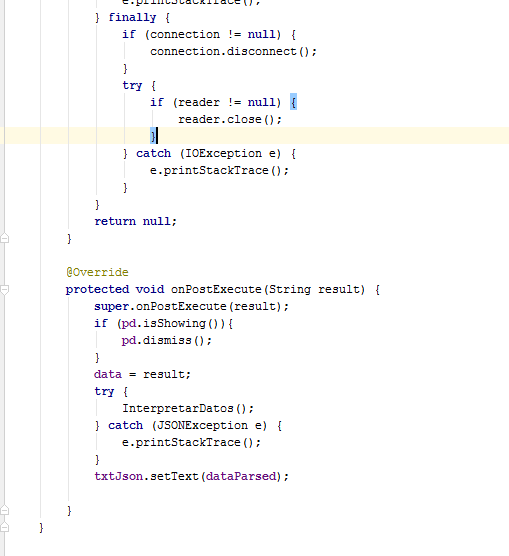 e.printStackTrace();
} finally {
if (connection != null) {
connection.disconnect();
}
try {
if (reader != null) {
reader.close();
}
} catch (IOException e) {
e.printStackTrace();
}
}
return null;
}
@Override
protected void onPostExecute(String result) {
super.onPostExecute(result);
if (pd.isShowing()){
pd.dismiss();
}
data = result;
try {
InterpretarDatos();
} catch (JSONException e) {
e.printStackTrace();
}
txtJson.setText(dataParsed);
}
}